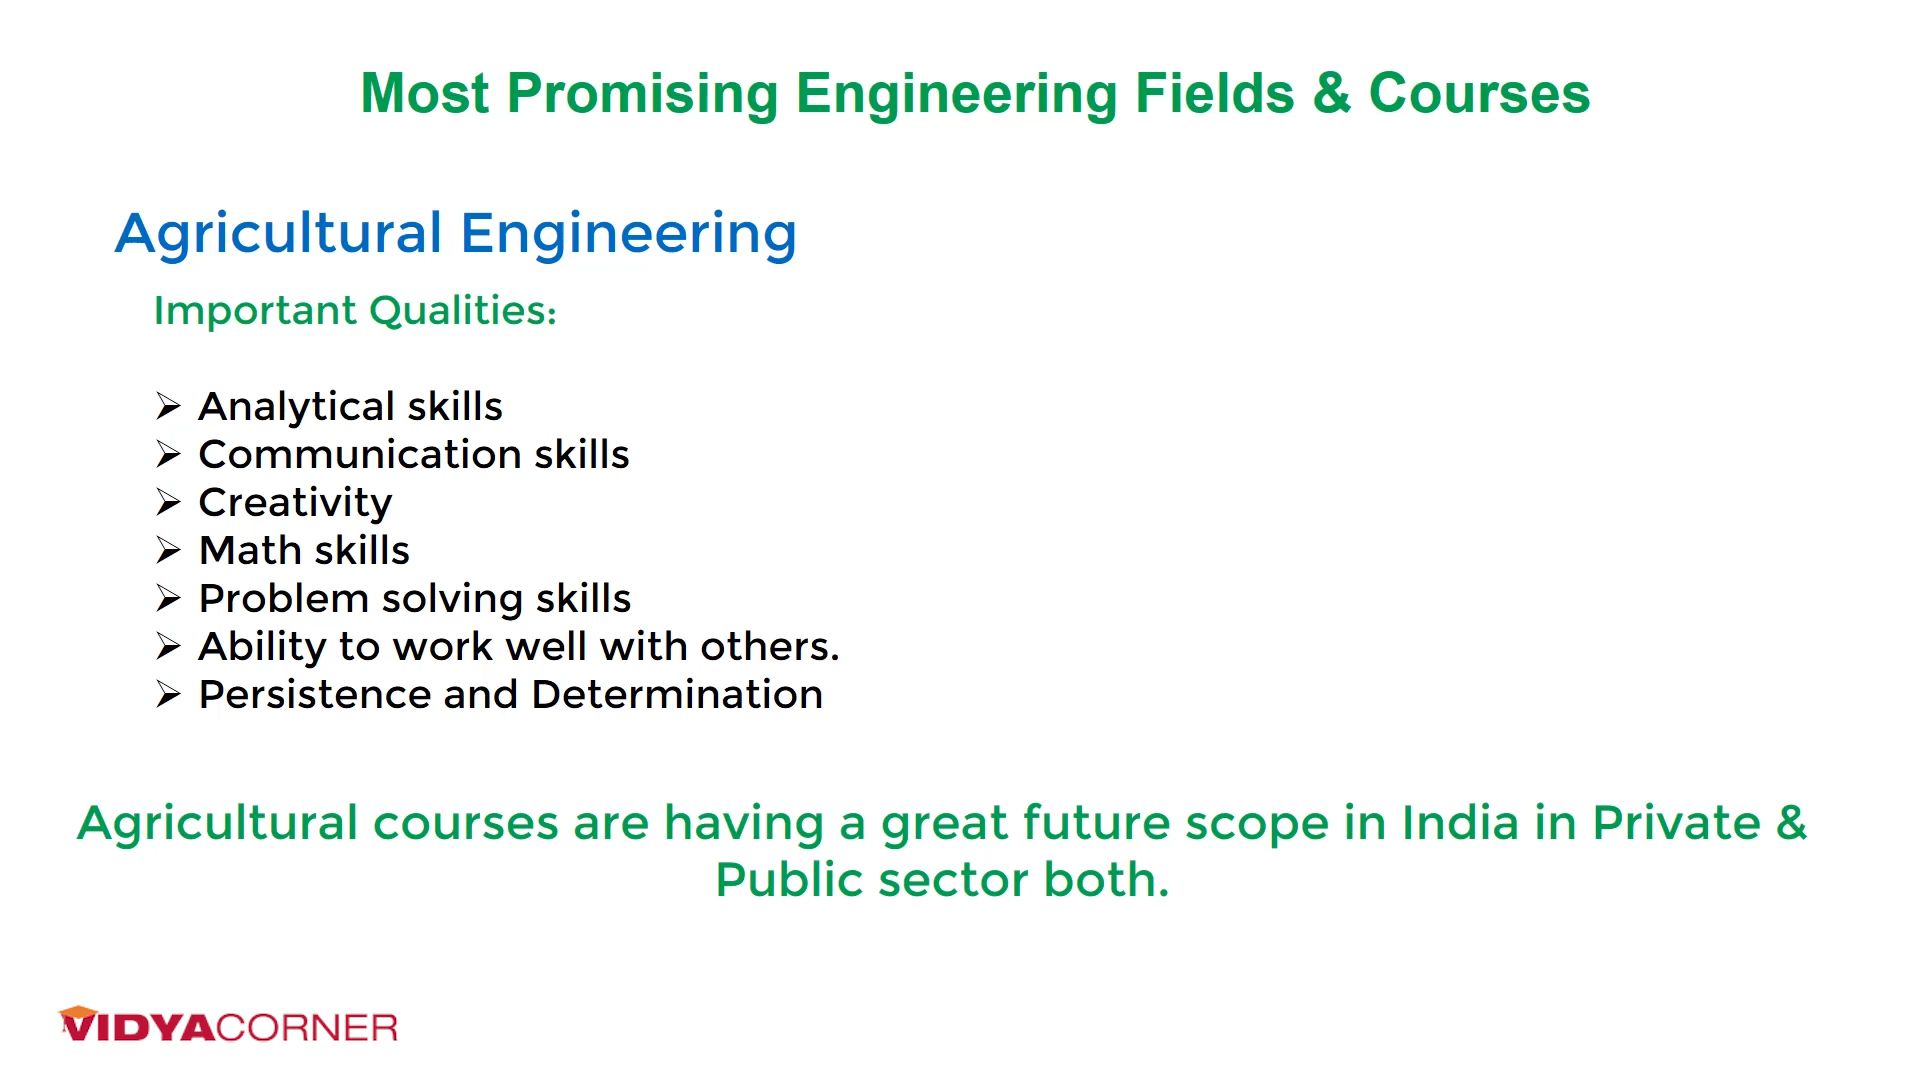 Most Promising Engineering Fields & Courses
Agricultural Engineering
Important Qualities:
➢ Analytical skills
➢ Communication skills
➢ Creativity
➢ Math skills
➢ Problem solving skills
➢ Ability to work well with others.
➢ Persistence and Determination
Agricultural courses are having a great future scope in India in Private &
Public sector both.
VIDYACORNER